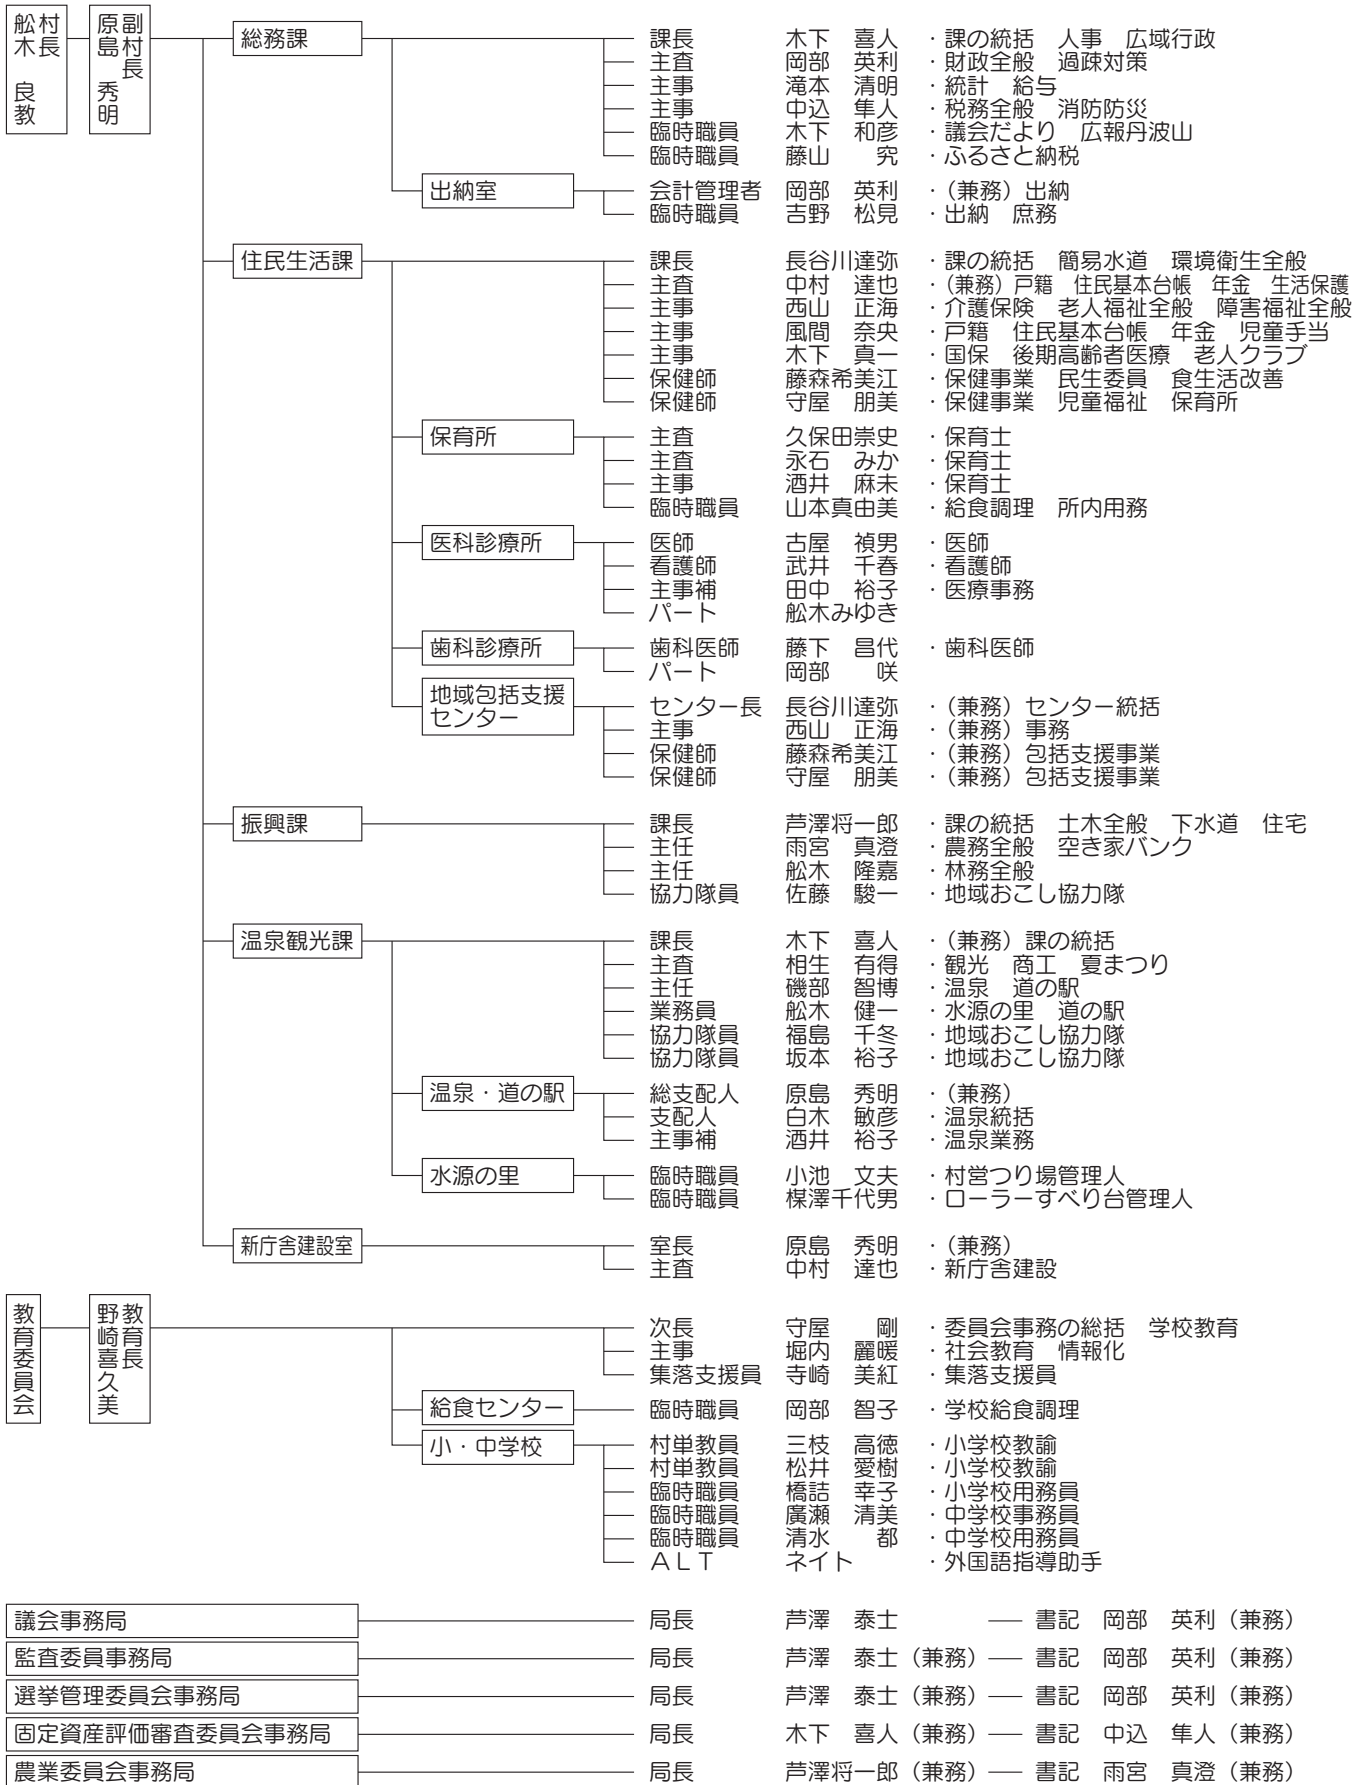 村長 舩木 良教
副村長 原島 秀明
総務課
課長 木下 喜人 ・課の統括 人事 広域行政
主査 岡部 英利 ・財政全般 過疎対策
主事 滝本 清明 ・統計 給与
主事 中込 隼人 ・税務全般 消防防災
臨時職員 木下 和彦 ・議会だより 広報丹波山
臨時職員 藤山 究 ・ふるさと納税
出納室
会計管理者 岡部 英利 ・(兼務) 出納
臨時職員 吉野 松見 ・出納 庶務
住民生活課
課長 長谷川達弥 ・課の統括 簡易水道 環境衛生全般
主査 中村 達也 ・(兼務) 戸籍 住民基本台帳 年金 生活保護
主事 西山 正海 ・介護保険 老人福祉全般 障害福祉全般
主事 風間 奈央 ・戸籍 住民基本台帳 年金 児童手当
主事 木下 真一 ・国保 後期高齢者医療 老人クラブ
保健師 藤森希美江 ・保健事業 民生委員 食生活改善
保健師 守屋 朋美 ・保健事業 児童福祉 保育所
保育所
主査 久保田崇史 ・保育士
主査 永石 みか ・保育士
主事 酒井 麻未 ・保育士
臨時職員 山本真由美 ・給食調理 所内用務
医科診療所
医師 古屋 禎男 ・医師
看護師 武井 千春 ・看護師
主事補 田中 裕子 ・医療事務
パート 舩木みゆき
歯科診療所
歯科医師 藤下 昌代 ・歯科医師
パート 岡部 咲
地域包括支援
センター
センター長 長谷川達弥 ・(兼務) センター統括
主事 西山 正海 ・(兼務) 事務
保健師 藤森希美江 ・(兼務) 包括支援事業
保健師 守屋 朋美 ・(兼務) 包括支援事業
振興課
課長 芦澤将一郎 ・課の統括 土木全般 下水道 住宅
主任 雨宮 真澄 ・農務全般 空き家バンク
主任 舩木 隆嘉 ・林務全般
協力隊員 佐藤 駿一 ・地域おこし協力隊
温泉観光課
課長 木下 喜人 ・(兼務) 課の統括
主査 相生 有得 ・観光 商工 夏まつり
主任 磯部 智博 ・温泉 道の駅
業務員 舩木 健一 ・水源の里 道の駅
協力隊員 福島 千冬 ・地域おこし協力隊
協力隊員 坂本 裕子 ・地域おこし協力隊
温泉・道の駅
総支配人 原島 秀明 ・(兼務)
支配人 白木 敏彦 ・温泉統括
主事補 酒井 裕子 ・温泉業務
水源の里
臨時職員 小池 文夫 ・村営つり場管理人
臨時職員 楳澤千代男 ・ローラーすべり台管理人
新庁舎建設室
室長 原島 秀明 ・(兼務)
主査 中村 達也 ・新庁舎建設
教育委員会
教育長 野崎喜久美
次長 守屋 剛 ・委員会事務の総括 学校教育
主事 堀内 麗暖 ・社会教育 情報化
集落支援員 寺崎 美紅 ・集落支援員
給食センター
臨時職員 岡部 智子 ・学校給食調理
小・中学校
村単教員 三枝 高徳 ・小学校教諭
村単教員 松井 愛樹 ・小学校教諭
臨時職員 橋詰 幸子 ・小学校用務員
臨時職員 廣瀬 清美 ・中学校事務員
臨時職員 清水 都 ・中学校用務員
ALT ネイト ・外国語指導助手
議会事務局 局長 芦澤 泰士 ― 書記 岡部 英利 (兼務)
監査委員事務局 局長 芦澤 泰士 (兼務) ― 書記 岡部 英利 (兼務)
選挙管理委員会事務局 局長 芦澤 泰士 (兼務) ― 書記 岡部 英利 (兼務)
固定資産評価審査委員会事務局 局長 木下 喜人 (兼務) ― 書記 中込 隼人 (兼務)
農業委員会事務局 局長 芦澤将一郎 (兼務) ― 書記 雨宮 真澄 (兼務)